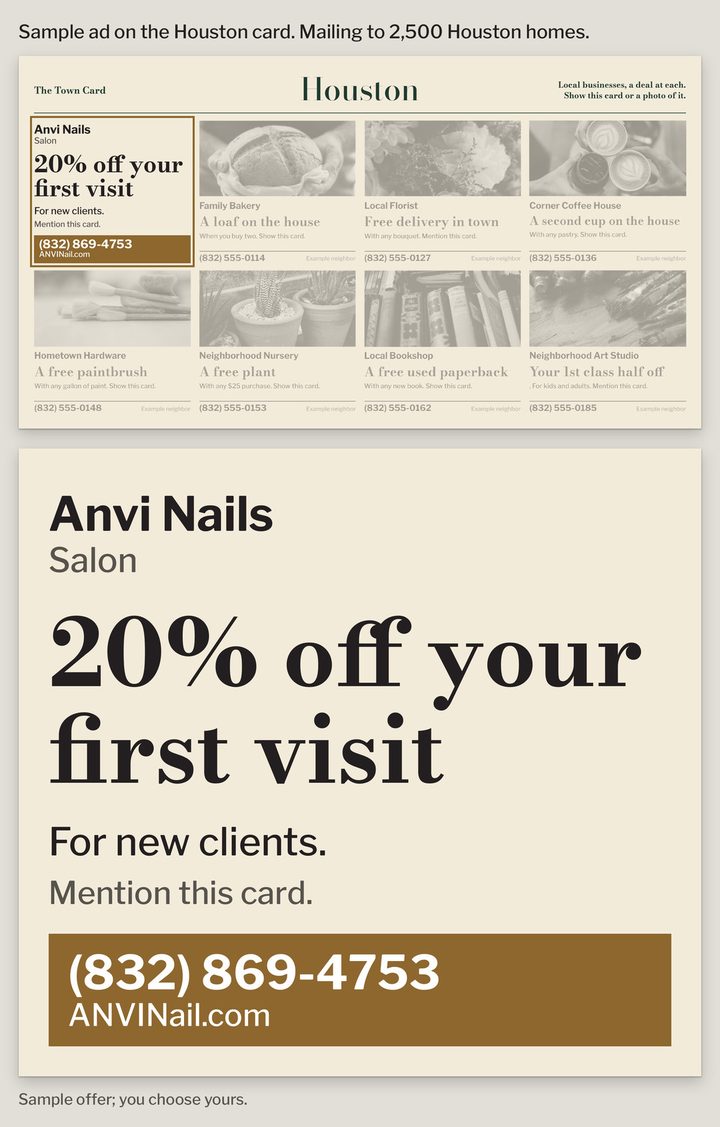 Sample ad on the Houston card. Mailing to 2,500 Houston homes.
The Town Card
Houston
Local businesses, a deal at each.
Show this card or a photo of it.
Anvi Nails
Salon
20% off your
first visit
For new clients.
Mention this card.
(832) 869-4753
ANVINail.com
Family Bakery
A loaf on the house
When you buy two. Show this card.
(832) 555-0114 Example neighbor
Local Florist
Free delivery in town
With any bouquet. Mention this card.
(832) 555-0127 Example neighbor
Corner Coffee House
A second cup on the house
With any pastry. Show this card.
(832) 555-0136 Example neighbor
Hometown Hardware
A free paintbrush
With any gallon of paint. Show this card.
(832) 555-0148 Example neighbor
Neighborhood Nursery
A free plant
With any $25 purchase. Show this card.
(832) 555-0153 Example neighbor
Local Bookshop
A free used paperback
With any new book. Show this card.
(832) 555-0162 Example neighbor
Neighborhood Art Studio
Your 1st class half off
For kids and adults. Mention this card.
(832) 555-0185 Example neighbor
Anvi Nails
Salon
20% off your
first visit
For new clients.
Mention this card.
(832) 869-4753
ANVINail.com
Sample offer; you choose yours.